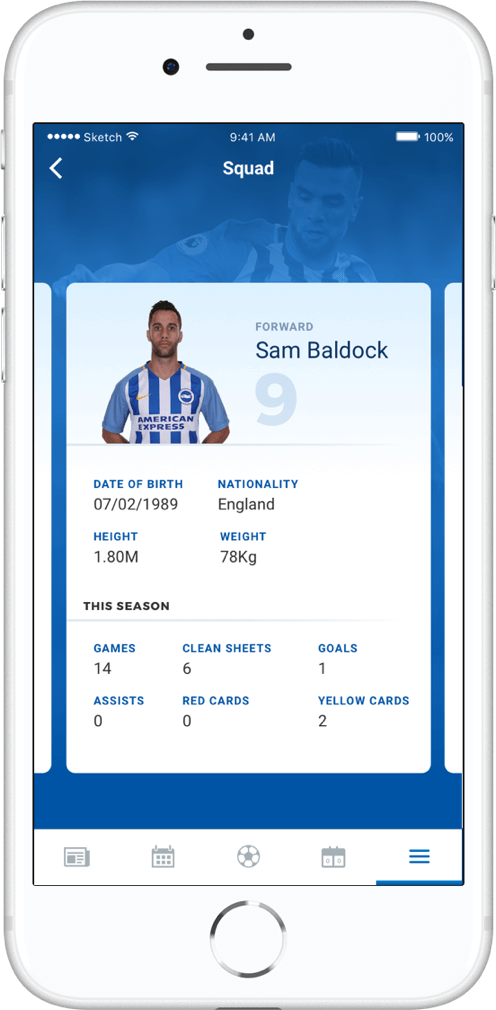 Sketch 9:41 AM 100%
Squad
FORWARD
Sam Baldock
9
AMERICAN
EXPRESS
DATE OF BIRTH NATIONALITY
07/02/1989 England
HEIGHT WEIGHT
1.80M 78Kg
THIS SEASON
GAMES CLEAN SHEETS GOALS
14 6 1
ASSISTS RED CARDS YELLOW CARDS
0 0 2